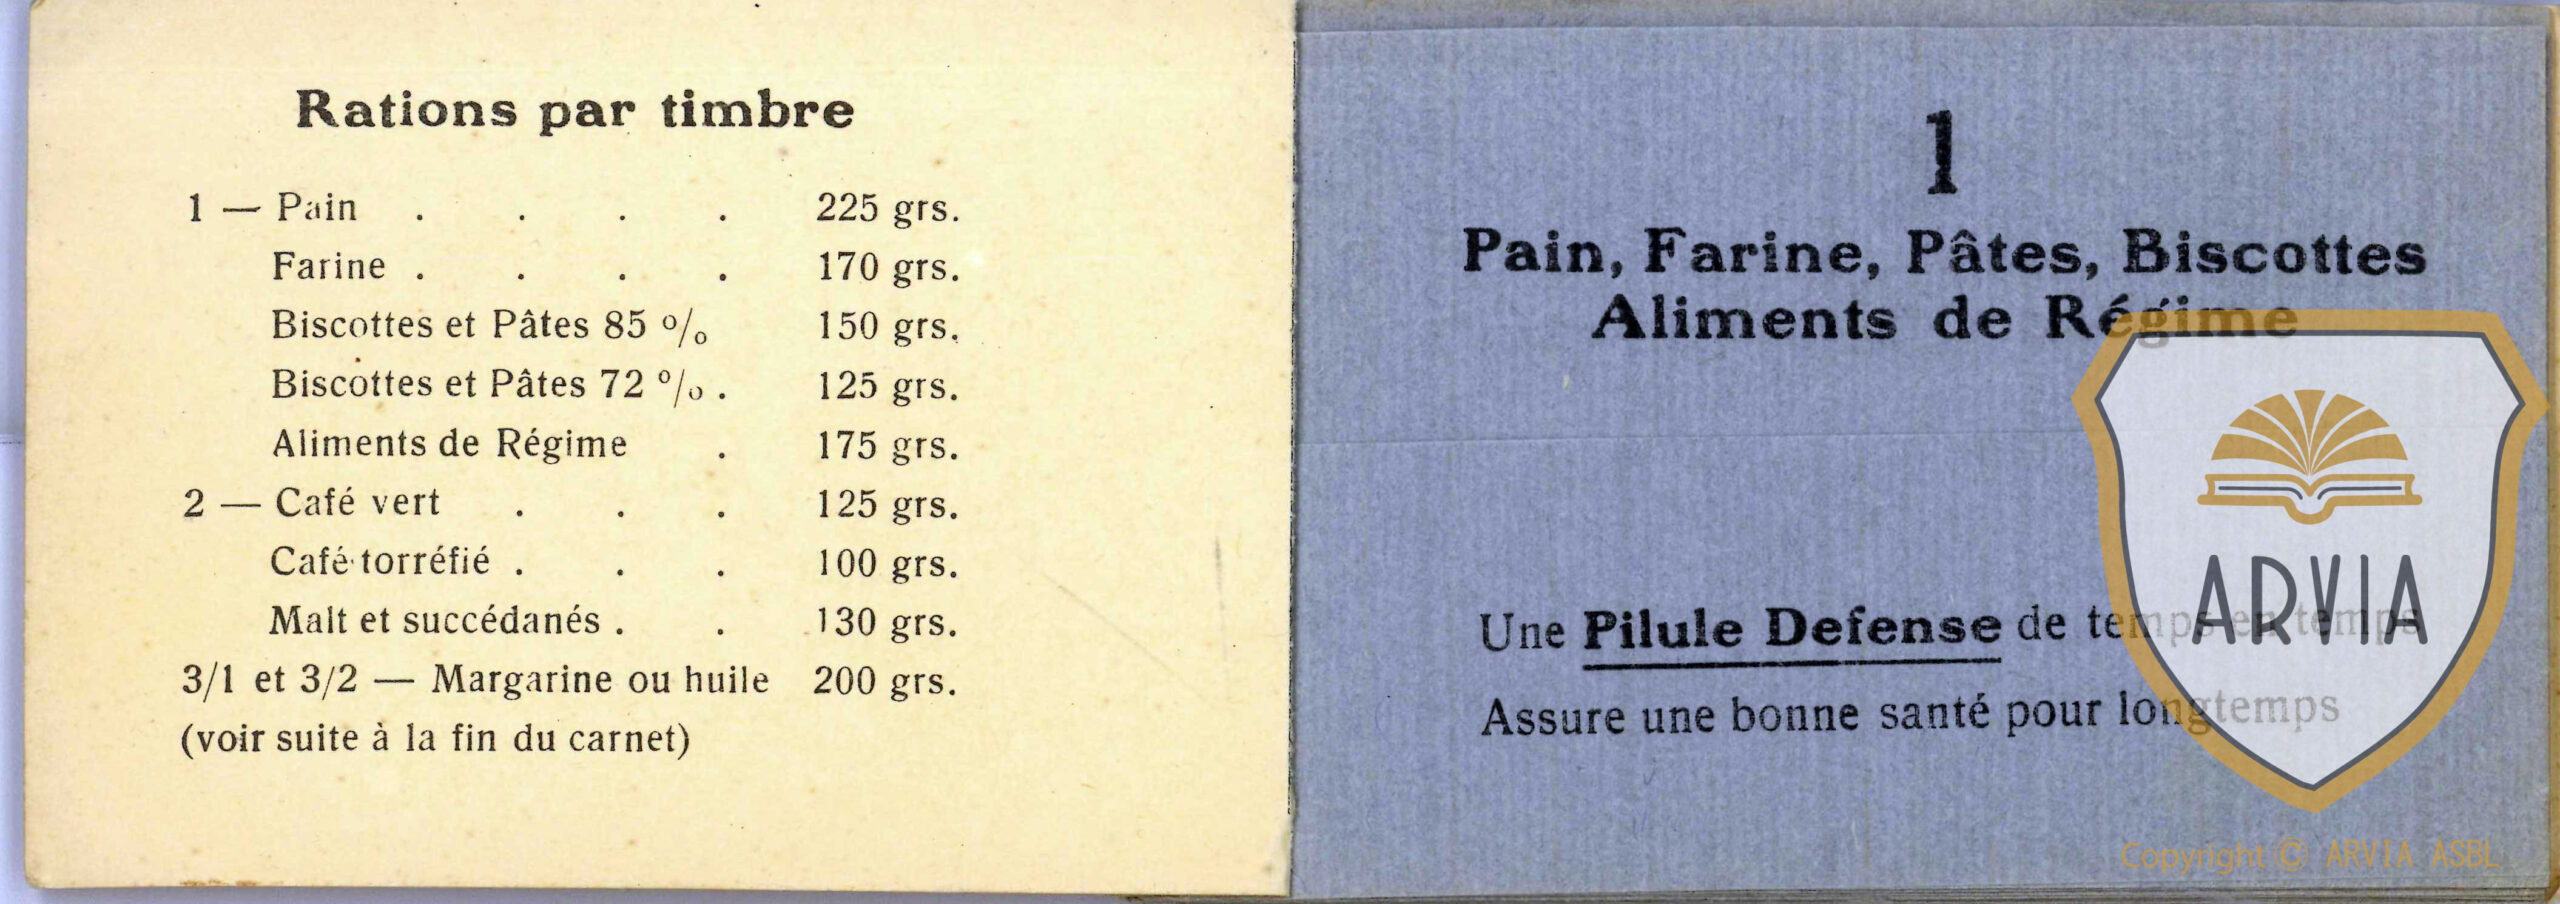 Rations par timbre
1 — Pain . . . . 225 grs.
Farine . . . . 170 grs.
Biscottes et Pâtes 85 % 150 grs.
Biscottes et Pâtes 72 % . 125 grs.
Aliments de Régime . 175 grs.
2 — Café vert . . . 125 grs.
Café torréfié . . . 100 grs.
Malt et succédanés . . 130 grs.
3/1 et 3/2 — Margarine ou huile 200 grs.
(voir suite à la fin du carnet)
1
Pain, Farine, Pâtes, Biscottes
Aliments de Régime
Une Pilule Defense de temps en temps
Assure une bonne santé pour longtemps
ARVIA
Copyright © ARVIA ASBL